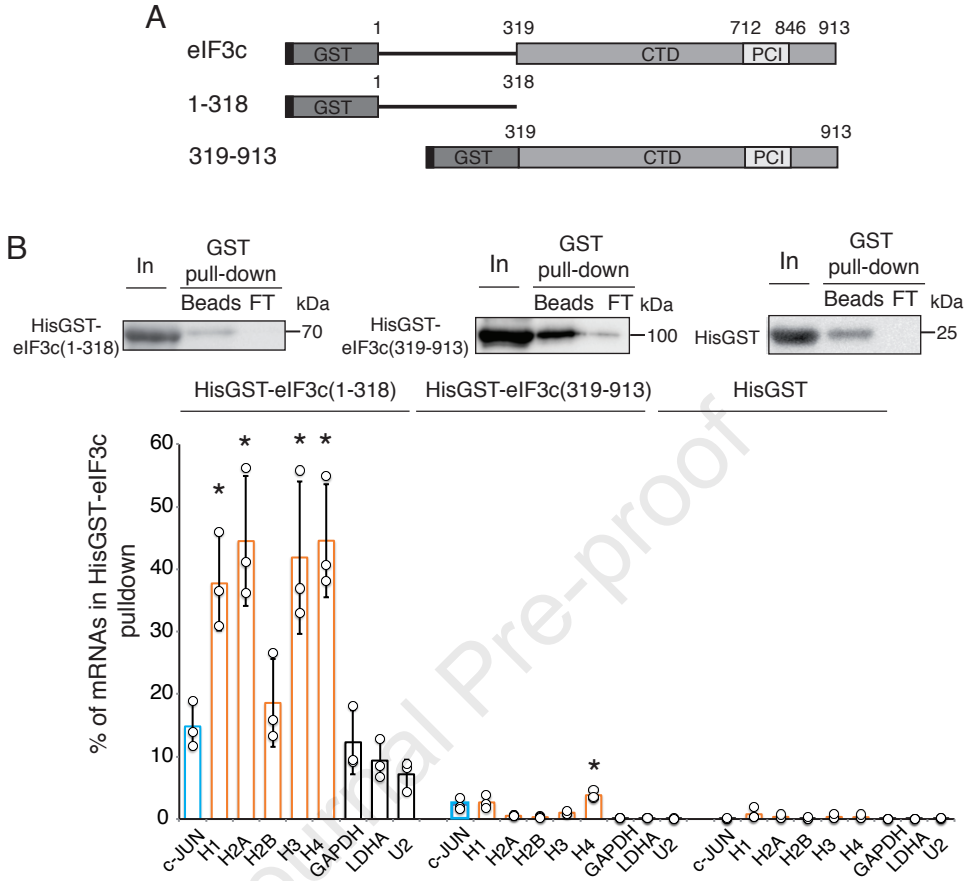 A
1 319 712 846 913
eIF3c GST CTD PCI
1 318
1-318 GST
319 913
319-913 GST CTD PCI
B
In GST pull-down
Beads FT kDa
HisGST-eIF3c(1-318) 70
In GST pull-down
Beads FT kDa
HisGST-eIF3c(319-913) 100
In GST pull-down
Beads FT kDa
HisGST 25
HisGST-eIF3c(1-318) HisGST-eIF3c(319-913) HisGST
% of mRNAs in HisGST-eIF3c pulldown
60
* * * *
50
40
30
20
10
*
0
c-JUN H1 H2A H2B H3 H4 GAPDH LDHA U2 c-JUN H1 H2A H2B H3 H4 GAPDH LDHA U2 c-JUN H1 H2A H2B H3 H4 GAPDH LDHA U2
Journal Pre-proof